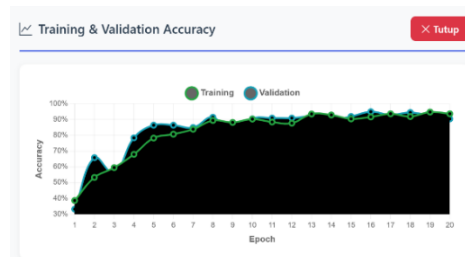 Training & Validation Accuracy
× Tutup
Training Validation
100%
90%
80%
70%
60%
50%
40%
30%
Accuracy
1 2 3 4 5 6 7 8 9 10 11 12 13 14 15 16 17 18 19 20
Epoch